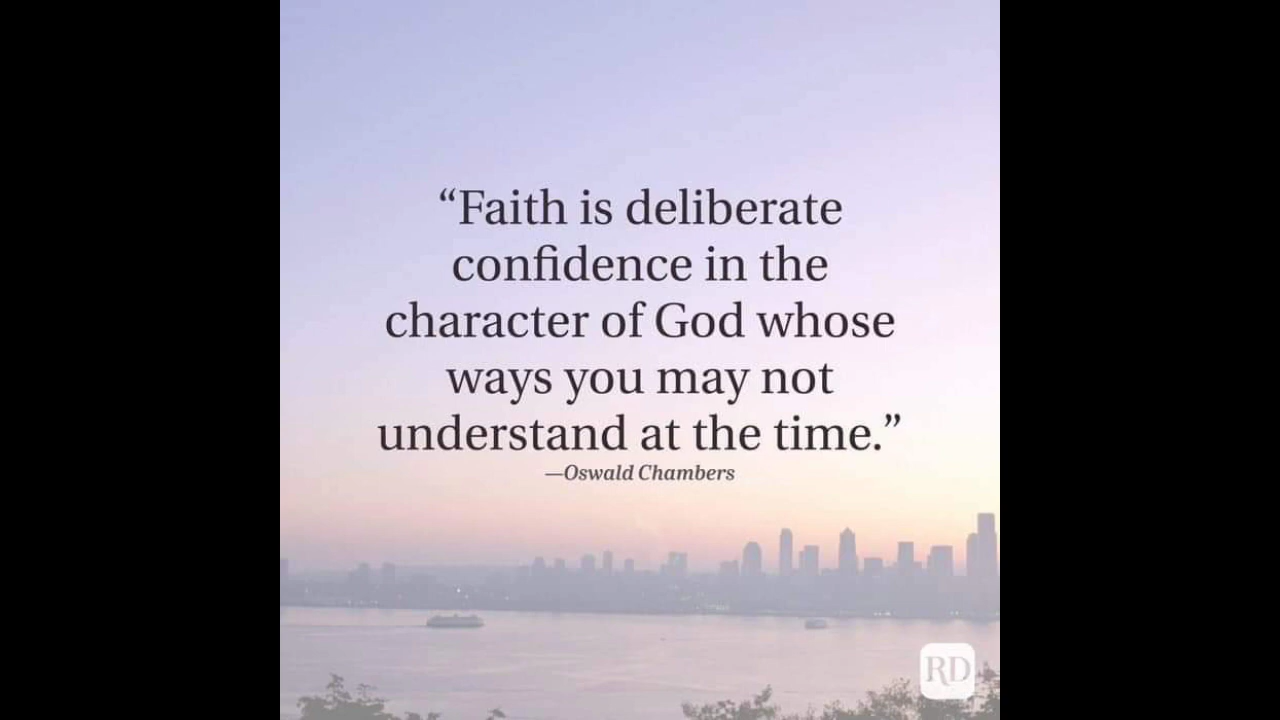 “Faith is deliberate
confidence in the
character of God whose
ways you may not
understand at the time.”
—Oswald Chambers
RD